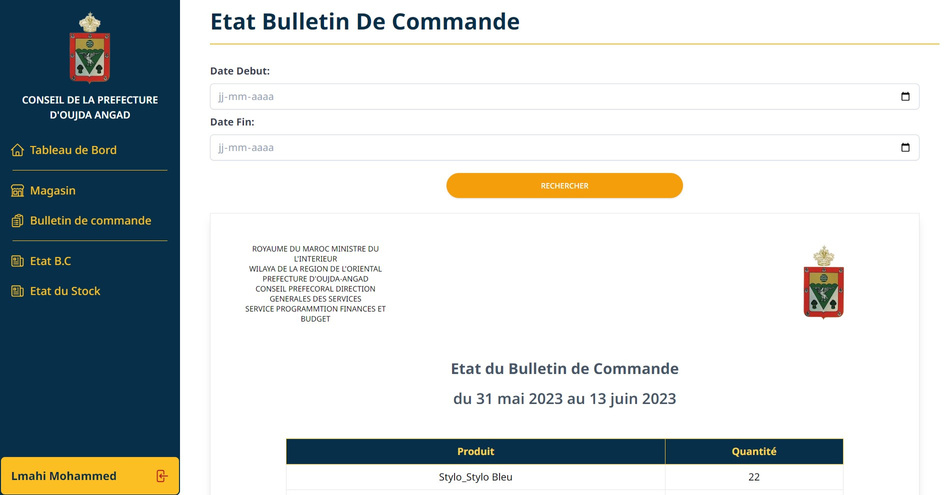 CONSEIL DE LA PREFECTURE
D'OUJDA ANGAD
Tableau de Bord
Magasin
Bulletin de commande
Etat B.C
Etat du Stock
Lmahi Mohammed
Etat Bulletin De Commande
Date Debut:
jj-mm-aaaa
Date Fin:
jj-mm-aaaa
RECHERCHER
ROYAUME DU MAROC MINISTRE DU
L'INTERIEUR
WILAYA DE LA REGION DE L'ORIENTAL
PREFECTURE D'OUJDA-ANGAD
CONSEIL PREFECORAL DIRECTION
GENERALES DES SERVICES
SERVICE PROGRAMMTION FINANCES ET
BUDGET
Etat du Bulletin de Commande
du 31 mai 2023 au 13 juin 2023
Produit Quantité
Stylo_Stylo Bleu 22